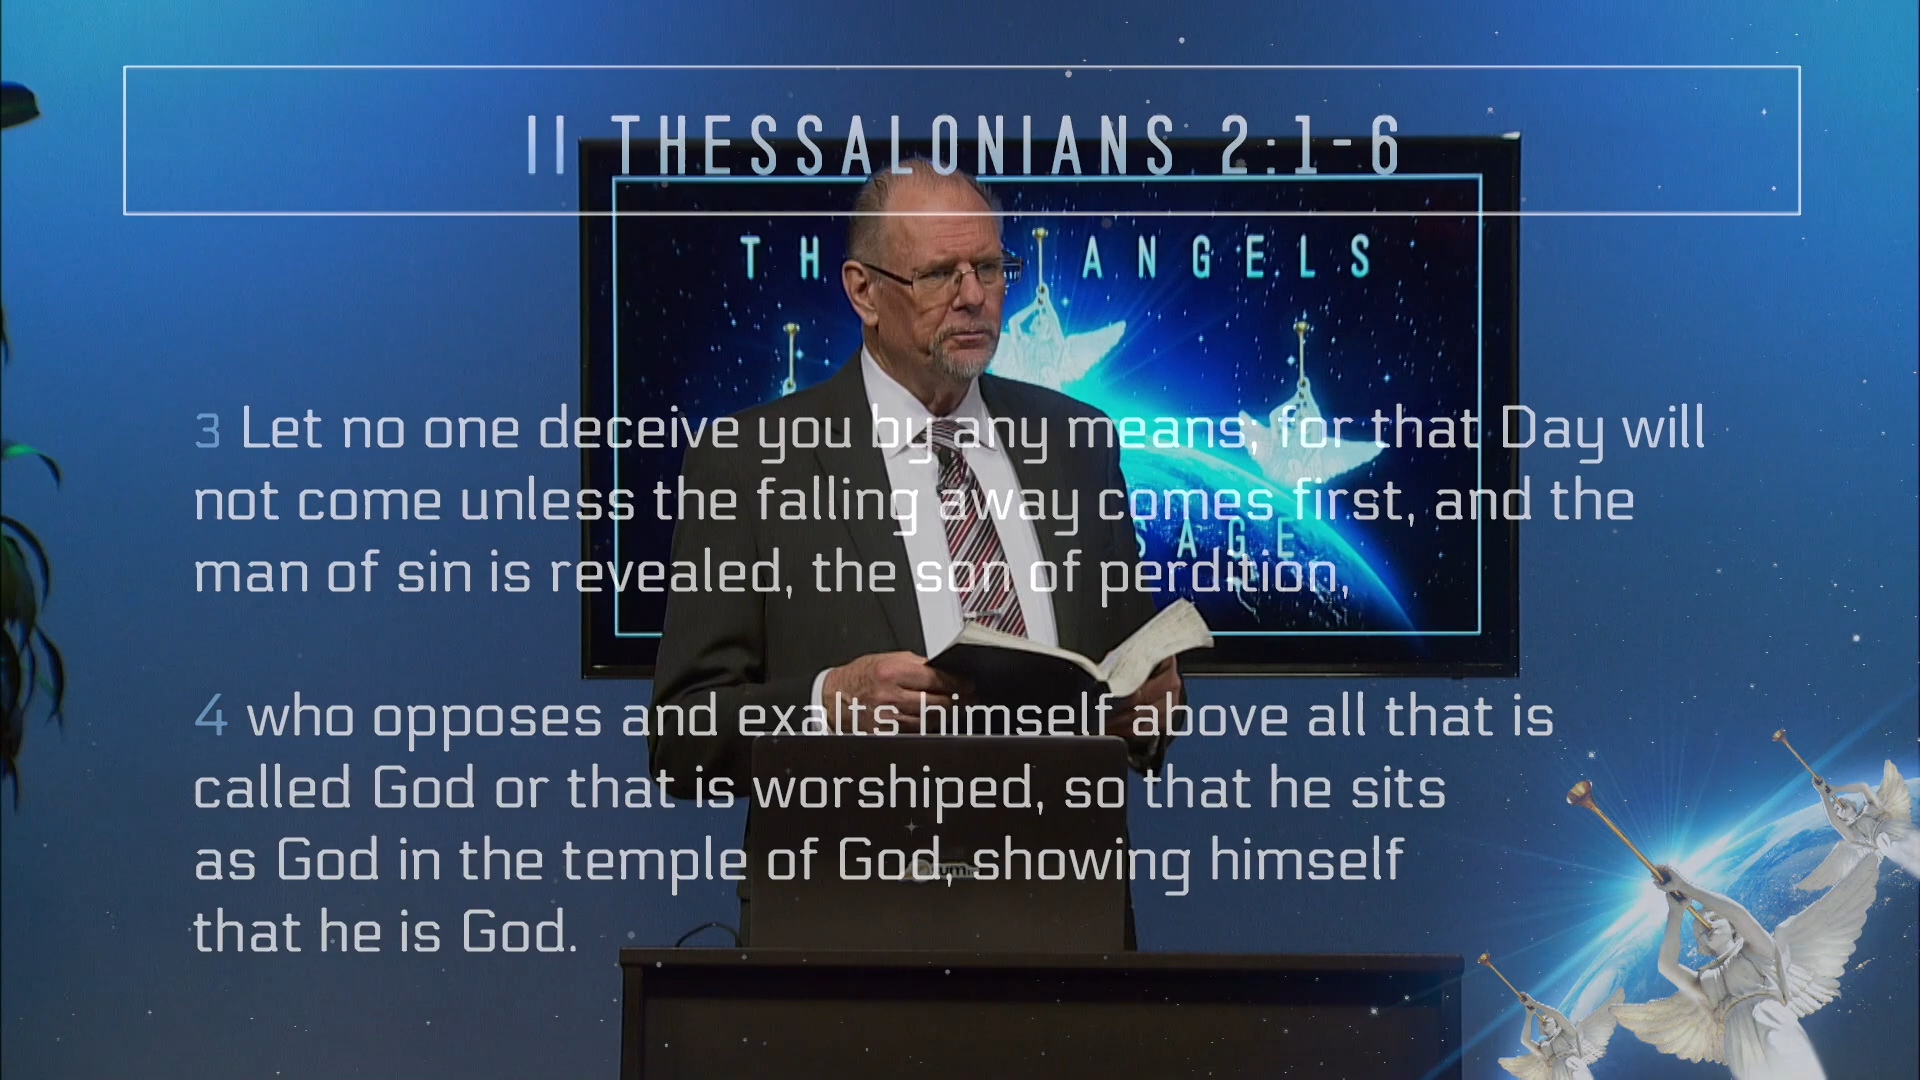 II THESSALONIANS 2:1-6
TH ANGELS
3 Let no one deceive you by any means; for that Day will
not come unless the falling away comes first, and the
SAGE
man of sin is revealed, the son of perdition,
4 who opposes and exalts himself above all that is
called God or that is worshiped, so that he sits
as God in the temple of God, showing himself
that he is God.